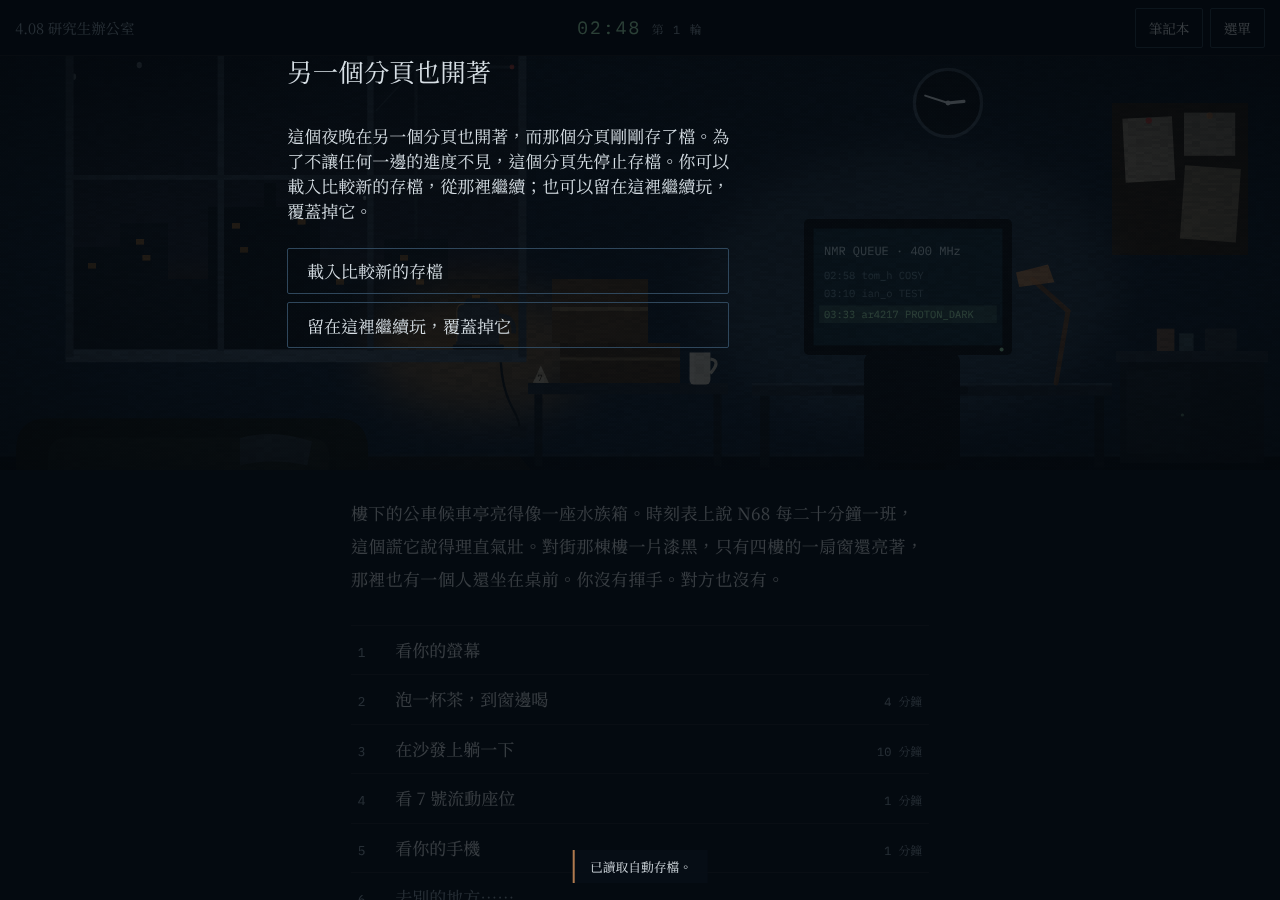 4.08 研究生辦公室
02:48 第 1 輪
筆記本
選單
另一個分頁也開著
這個夜晚在另一個分頁也開著，而那個分頁剛剛存了檔。為
了不讓任何一邊的進度不見，這個分頁先停止存檔。你可以
載入比較新的存檔，從那裡繼續；也可以留在這裡繼續玩，
覆蓋掉它。
載入比較新的存檔
留在這裡繼續玩，覆蓋掉它
NMR QUEUE · 400 MHz
02:58 tom_h COSY
03:10 ian_o TEST
03:33 ar4217 PROTON_DARK
樓下的公車候車亭亮得像一座水族箱。時刻表上說 N68 每二十分鐘一班，
這個謊它說得理直氣壯。對街那棟樓一片漆黑，只有四樓的一扇窗還亮著，
那裡也有一個人還坐在桌前。你沒有揮手。對方也沒有。
1 看你的螢幕
2 泡一杯茶，到窗邊喝 4 分鐘
3 在沙發上躺一下 10 分鐘
4 看 7 號流動座位 1 分鐘
5 看你的手機 1 分鐘
6 去別的地方……
已讀取自動存檔。